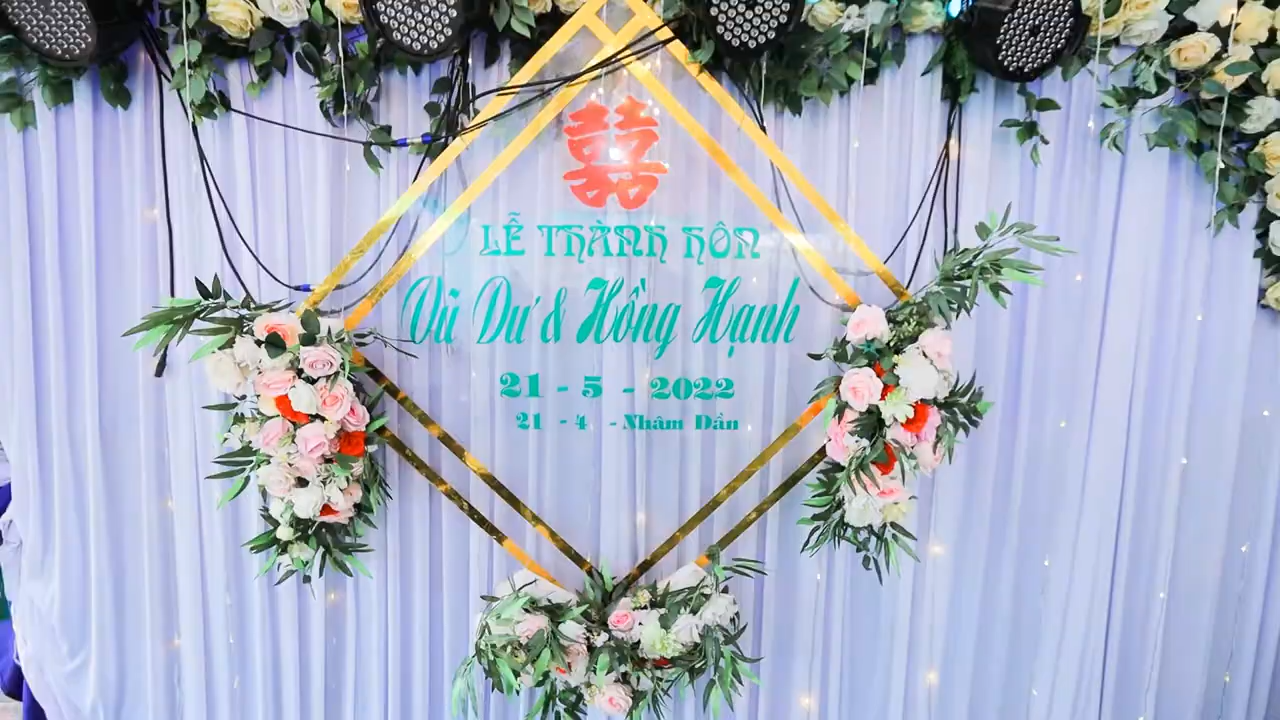 囍
LỄ THÀNH HÔN
Vũ Dư & Hồng Hạnh
21 - 5 - 2022
21 - 4 - Nhâm Dần